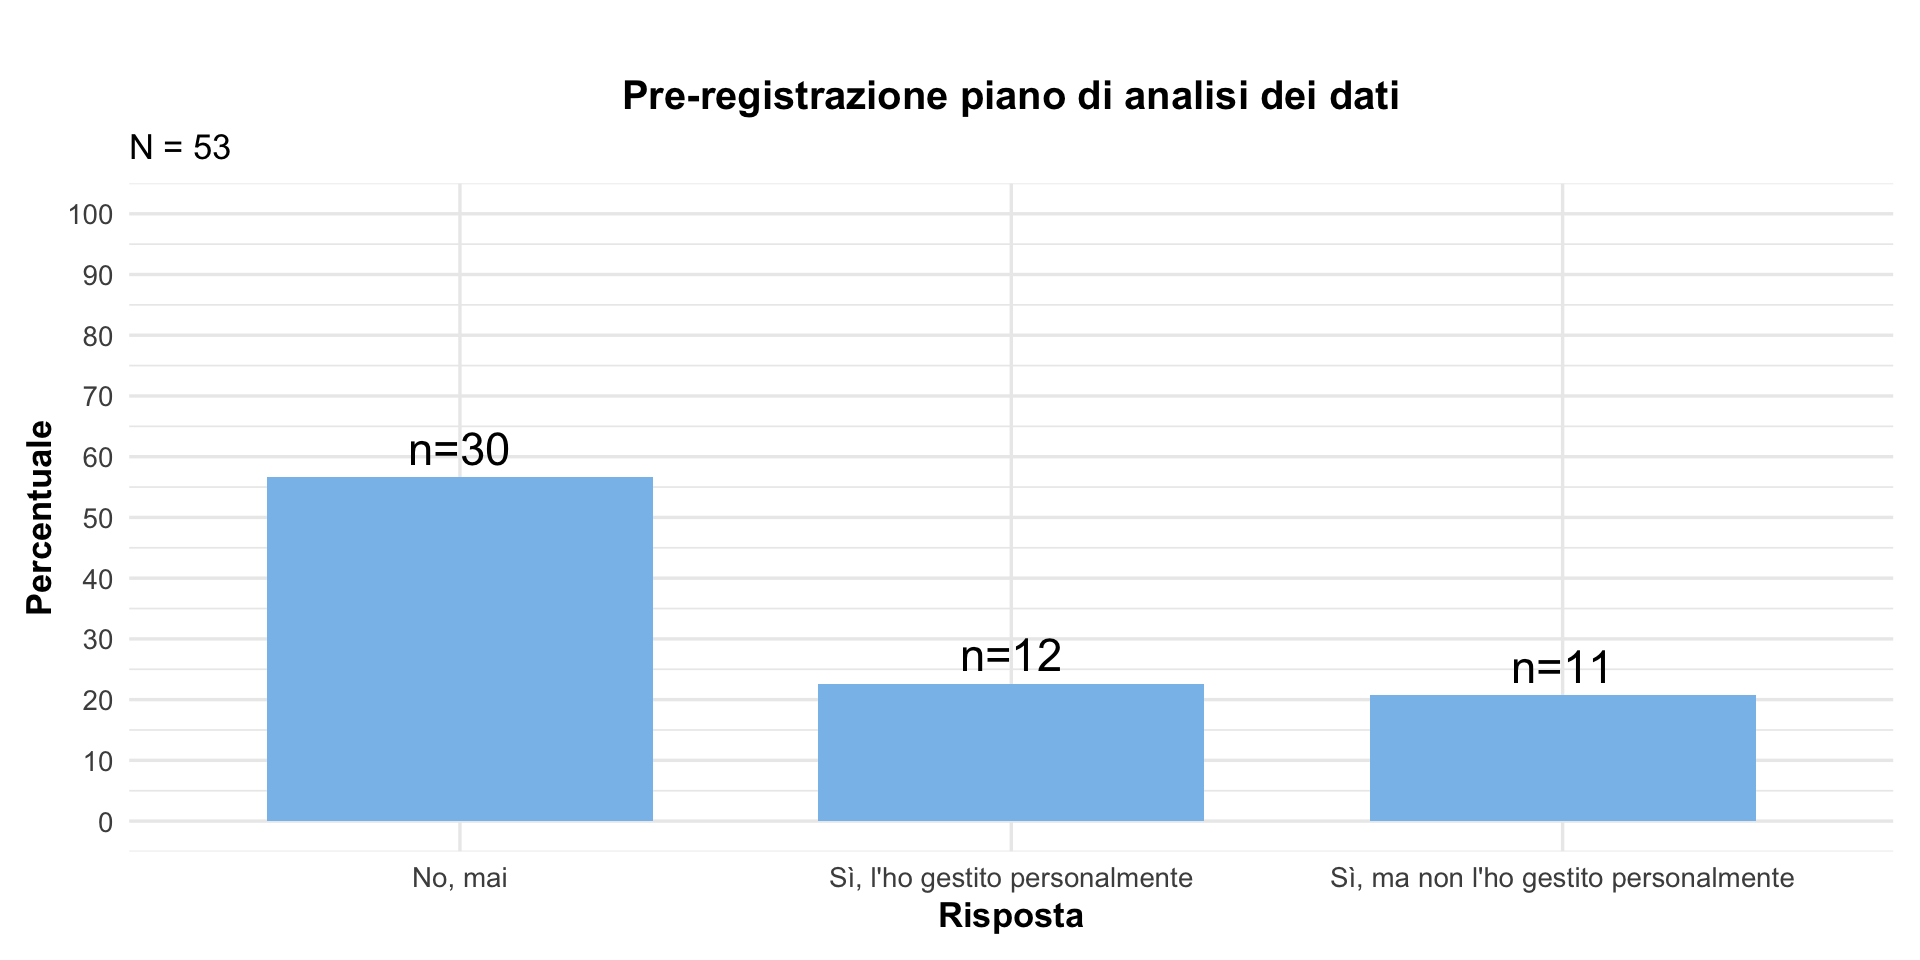 Pre-registrazione piano di analisi dei dati
N = 53
Percentuale
100
90
80
70
60
50
40
30
20
10
0
n=30
n=12
n=11
No, mai
Sì, l'ho gestito personalmente
Sì, ma non l'ho gestito personalmente
Risposta